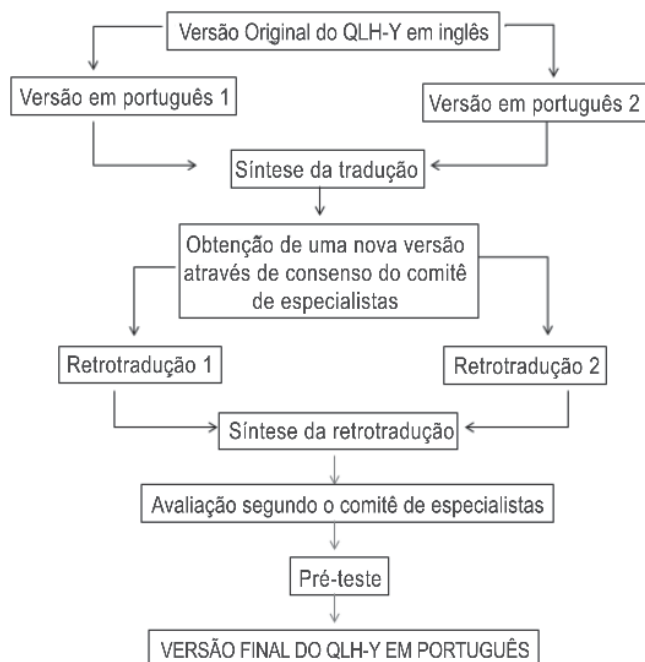 Versão Original do QLH-Y em inglês
Versão em português 1
Versão em português 2
Síntese da tradução
Obtenção de uma nova versão
através de consenso do comitê
de especialistas
Retrotradução 1
Retrotradução 2
Síntese da retrotradução
Avaliação segundo o comitê de especialistas
Pré-teste
VERSÃO FINAL DO QLH-Y EM PORTUGUÊS